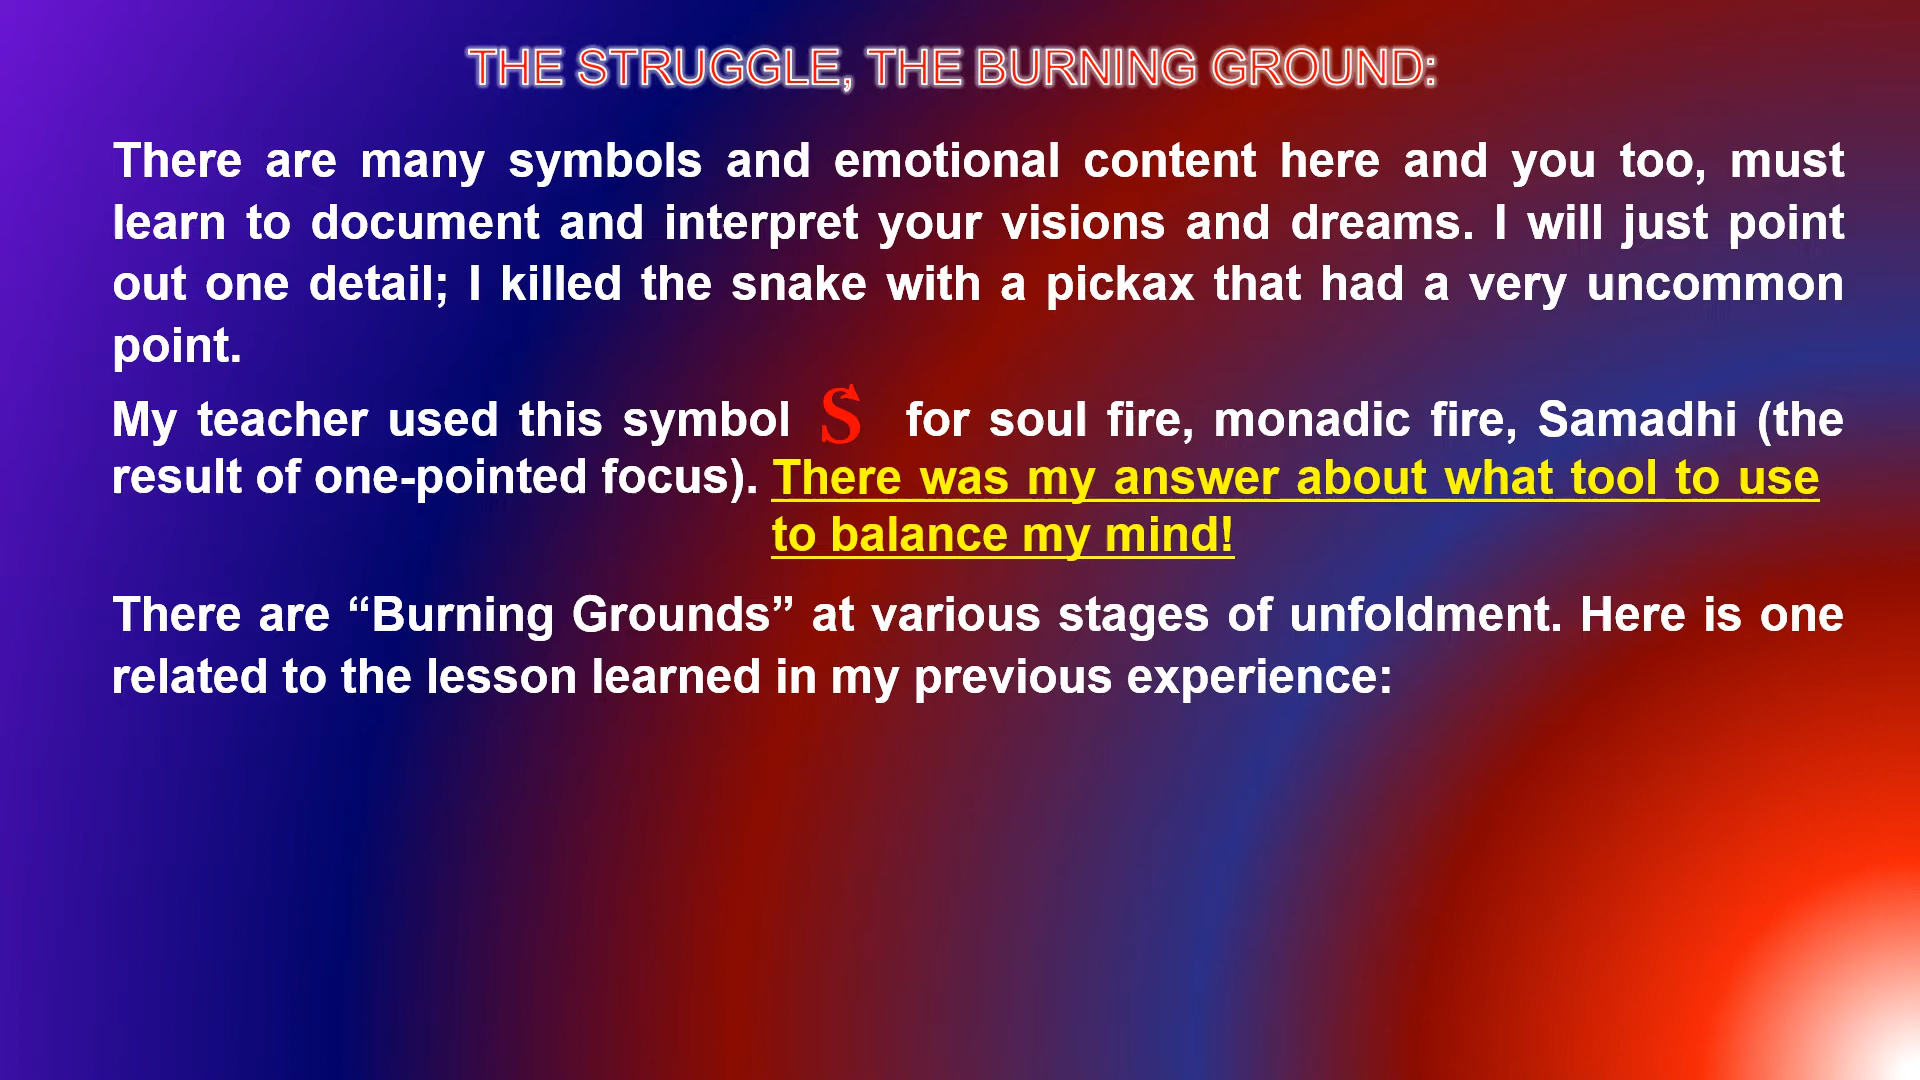 THE STRUGGLE, THE BURNING GROUND:
There are many symbols and emotional content here and you too, must
learn to document and interpret your visions and dreams. I will just point
out one detail; I killed the snake with a pickax that had a very uncommon
point.
My teacher used this symbol S for soul fire, monadic fire, Samadhi (the
result of one-pointed focus). There was my answer about what tool to use
to balance my mind!
There are “Burning Grounds” at various stages of unfoldment. Here is one
related to the lesson learned in my previous experience: